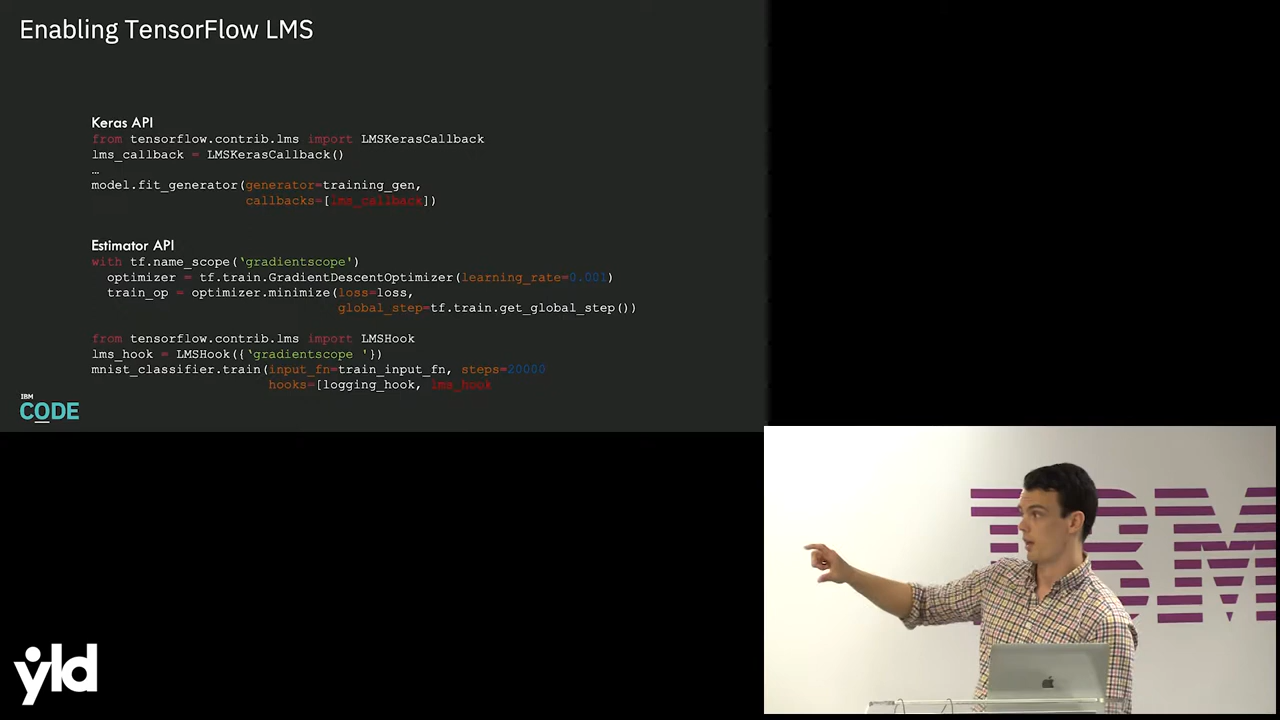 Enabling TensorFlow LMS
Keras API
from tensorflow.contrib.lms import LMSKerasCallback
lms_callback = LMSKerasCallback()
…
model.fit_generator(generator=training_gen,
callbacks=[lms_callback])
Estimator API
with tf.name_scope(‘gradientscope’)
optimizer = tf.train.GradientDescentOptimizer(learning_rate=0.001)
train_op = optimizer.minimize(loss=loss,
global_step=tf.train.get_global_step())
from tensorflow.contrib.lms import LMSHook
lms_hook = LMSHook({‘gradientscope '})
mnist_classifier.train(input_fn=train_input_fn, steps=20000
hooks=[logging_hook, lms_hook
IBM
CODE
IBM
yld